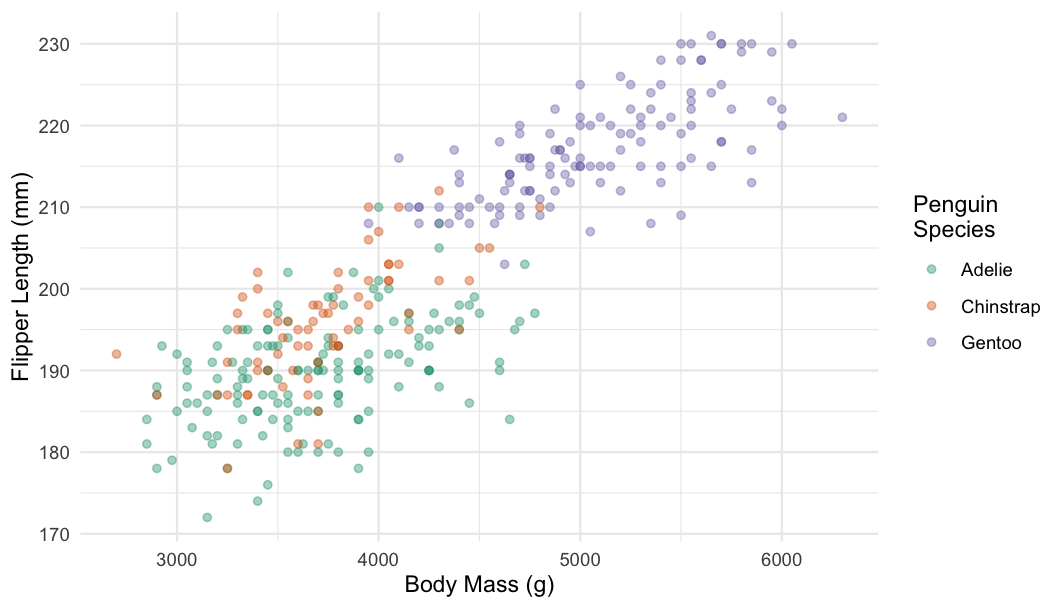 230
220
210
200
190
180
170
Flipper Length (mm)
3000
4000
5000
6000
Body Mass (g)
Penguin
Species
Adelie
Chinstrap
Gentoo